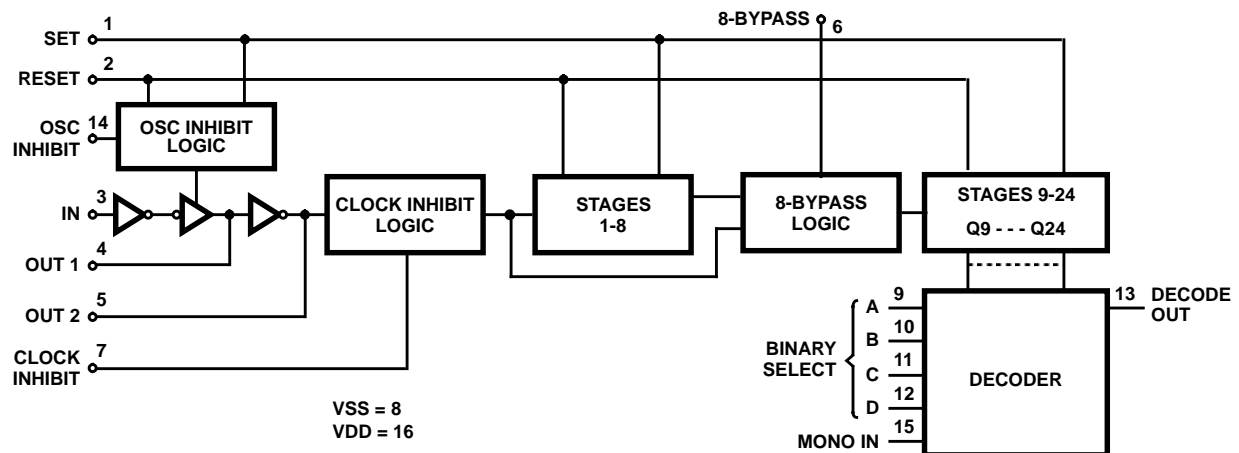 1
SET
2
RESET
8-BYPASS
6
OSC
INHIBIT
14
OSC INHIBIT
LOGIC
3
IN
4
OUT 1
5
OUT 2
7
CLOCK
INHIBIT
CLOCK INHIBIT
LOGIC
STAGES
1-8
8-BYPASS
LOGIC
STAGES 9-24
Q9 - - - Q24
BINARY
SELECT
A
9
B
10
C
11
D
12
MONO IN
15
DECODER
13
DECODE
OUT
VSS = 8
VDD = 16